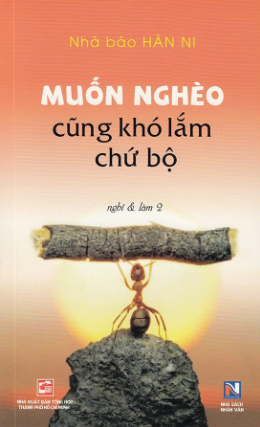 Nhà báo HÀN NI
MUỐN NGHÈO
cũng khó lắm
chứ bộ
nghĩ & làm 2
NHÀ XUẤT BẢN TỔNG HỢP
THÀNH PHỐ HỒ CHÍ MINH
N
NHÀ SÁCH
NHÂN VĂN